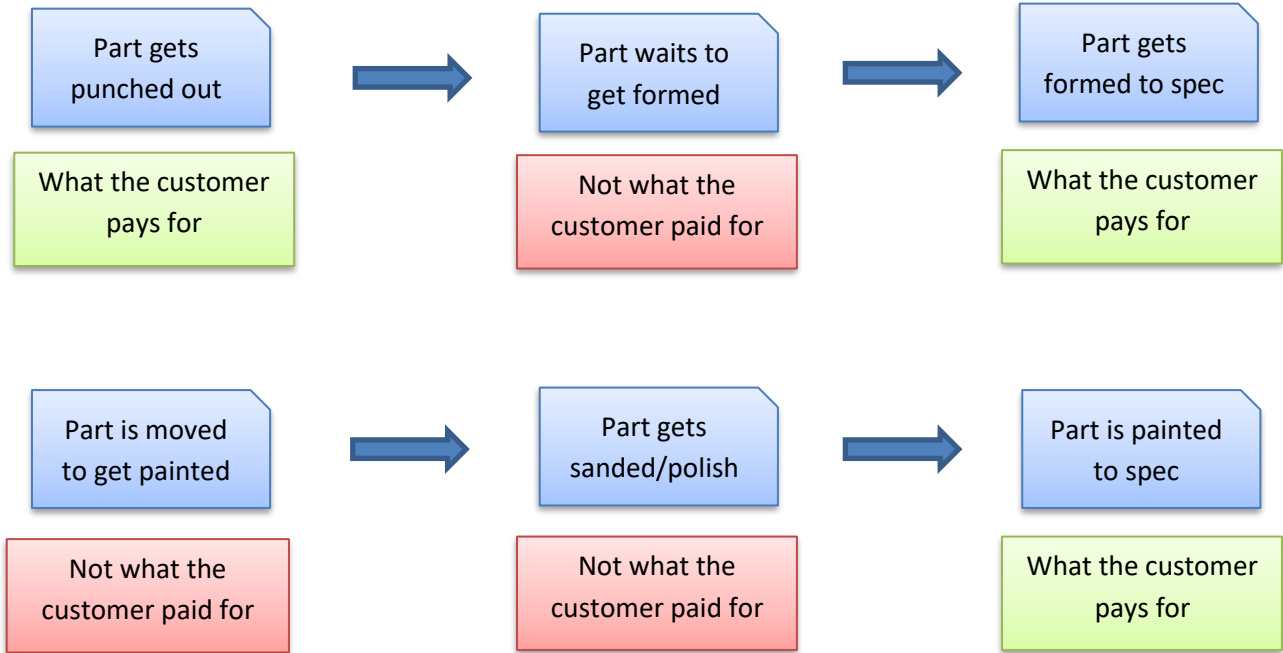 Part gets
punched out
Part waits to
get formed
Part gets
formed to spec
What the customer
pays for
Not what the
customer paid for
What the customer
pays for
Part is moved
to get painted
Part gets
sanded/polish
Part is painted
to spec
Not what the
customer paid for
Not what the
customer paid for
What the customer
pays for